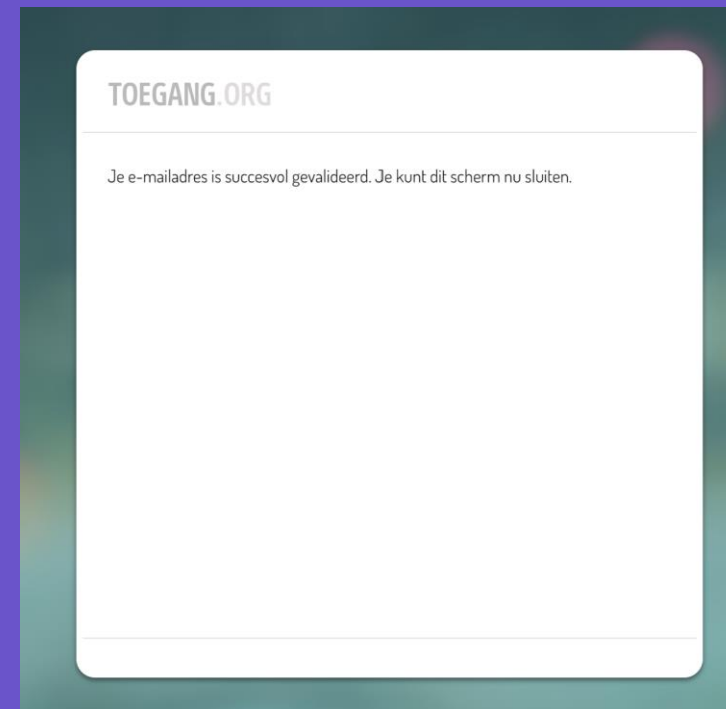 TOEGANG.ORG
Je e-mailadres is succesvol gevalideerd. Je kunt dit scherm nu sluiten.